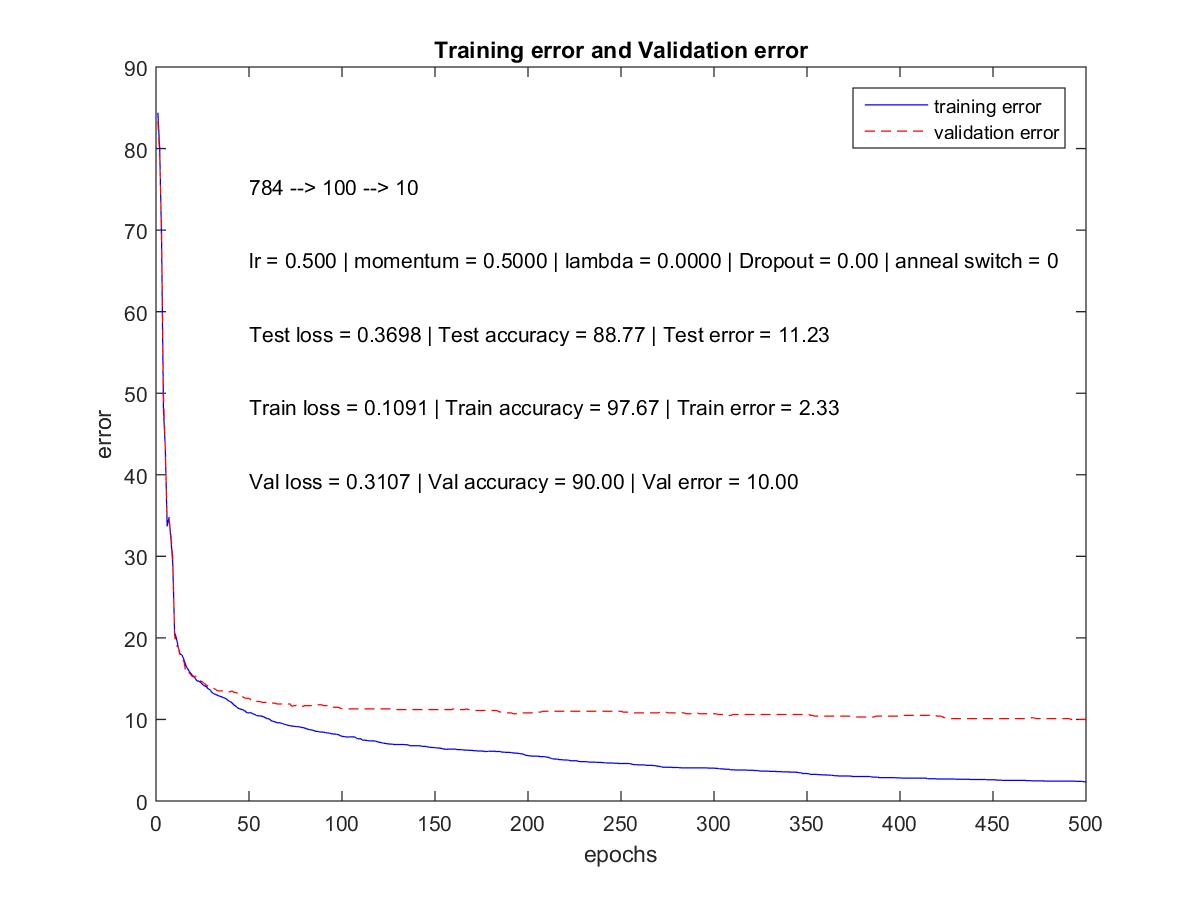 Training error and Validation error
90
80
70
60
50
40
30
20
10
0
error
training error
validation error
784 --> 100 --> 10
lr = 0.500 | momentum = 0.5000 | lambda = 0.0000 | Dropout = 0.00 | anneal switch = 0
Test loss = 0.3698 | Test accuracy = 88.77 | Test error = 11.23
Train loss = 0.1091 | Train accuracy = 97.67 | Train error = 2.33
Val loss = 0.3107 | Val accuracy = 90.00 | Val error = 10.00
0 50 100 150 200 250 300 350 400 450 500
epochs